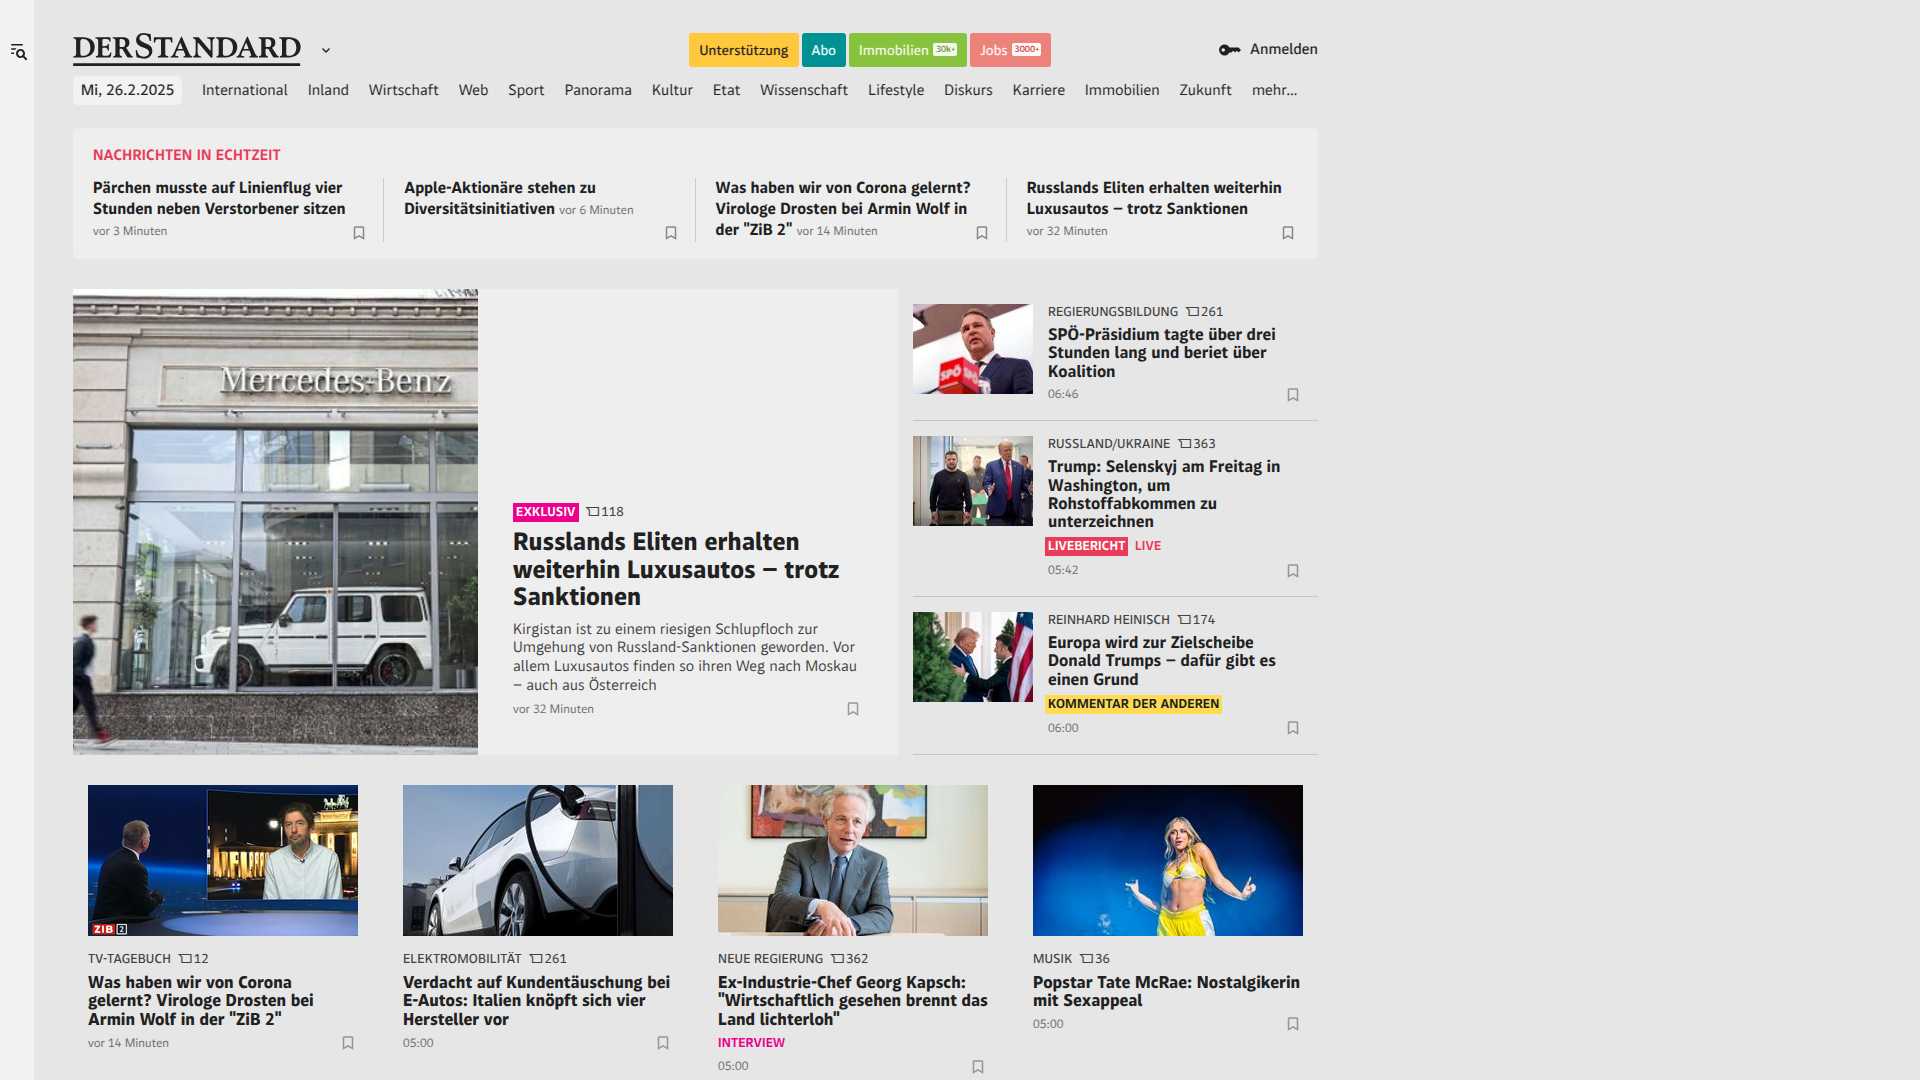 DERSTANDARD
Unterstützung
Abo
Immobilien 30k+
Jobs 3000+
Anmelden
Mi, 26.2.2025
International
Inland
Wirtschaft
Web
Sport
Panorama
Kultur
Etat
Wissenschaft
Lifestyle
Diskurs
Karriere
Immobilien
Zukunft
mehr...
NACHRICHTEN IN ECHTZEIT
Pärchen musste auf Linienflug vier
Stunden neben Verstorbener sitzen
vor 3 Minuten
Apple-Aktionäre stehen zu
Diversitätsinitiativen vor 6 Minuten
Was haben wir von Corona gelernt?
Virologe Drosten bei Armin Wolf in
der "ZiB 2" vor 14 Minuten
Russlands Eliten erhalten weiterhin
Luxusautos – trotz Sanktionen
vor 32 Minuten
Mercedes-Benz
EXKLUSIV 118
Russlands Eliten erhalten
weiterhin Luxusautos – trotz
Sanktionen
Kirgistan ist zu einem riesigen Schlupfloch zur
Umgehung von Russland-Sanktionen geworden. Vor
allem Luxusautos finden so ihren Weg nach Moskau
– auch aus Österreich
vor 32 Minuten
SPÖ SPÖ
REGIERUNGSBILDUNG 261
SPÖ-Präsidium tagte über drei
Stunden lang und beriet über
Koalition
06:46
RUSSLAND/UKRAINE 363
Trump: Selenskyj am Freitag in
Washington, um
Rohstoffabkommen zu
unterzeichnen
LIVEBERICHT LIVE
05:42
REINHARD HEINISCH 174
Europa wird zur Zielscheibe
Donald Trumps – dafür gibt es
einen Grund
KOMMENTAR DER ANDEREN
06:00
ZIB 2
TV-TAGEBUCH 12
Was haben wir von Corona
gelernt? Virologe Drosten bei
Armin Wolf in der "ZiB 2"
vor 14 Minuten
ELEKTROMOBILITÄT 261
Verdacht auf Kundentäuschung bei
E-Autos: Italien knöpft sich vier
Hersteller vor
05:00
NEUE REGIERUNG 362
Ex-Industrie-Chef Georg Kapsch:
"Wirtschaftlich gesehen brennt das
Land lichterloh"
INTERVIEW
05:00
MUSIK 36
Popstar Tate McRae: Nostalgikerin
mit Sexappeal
05:00